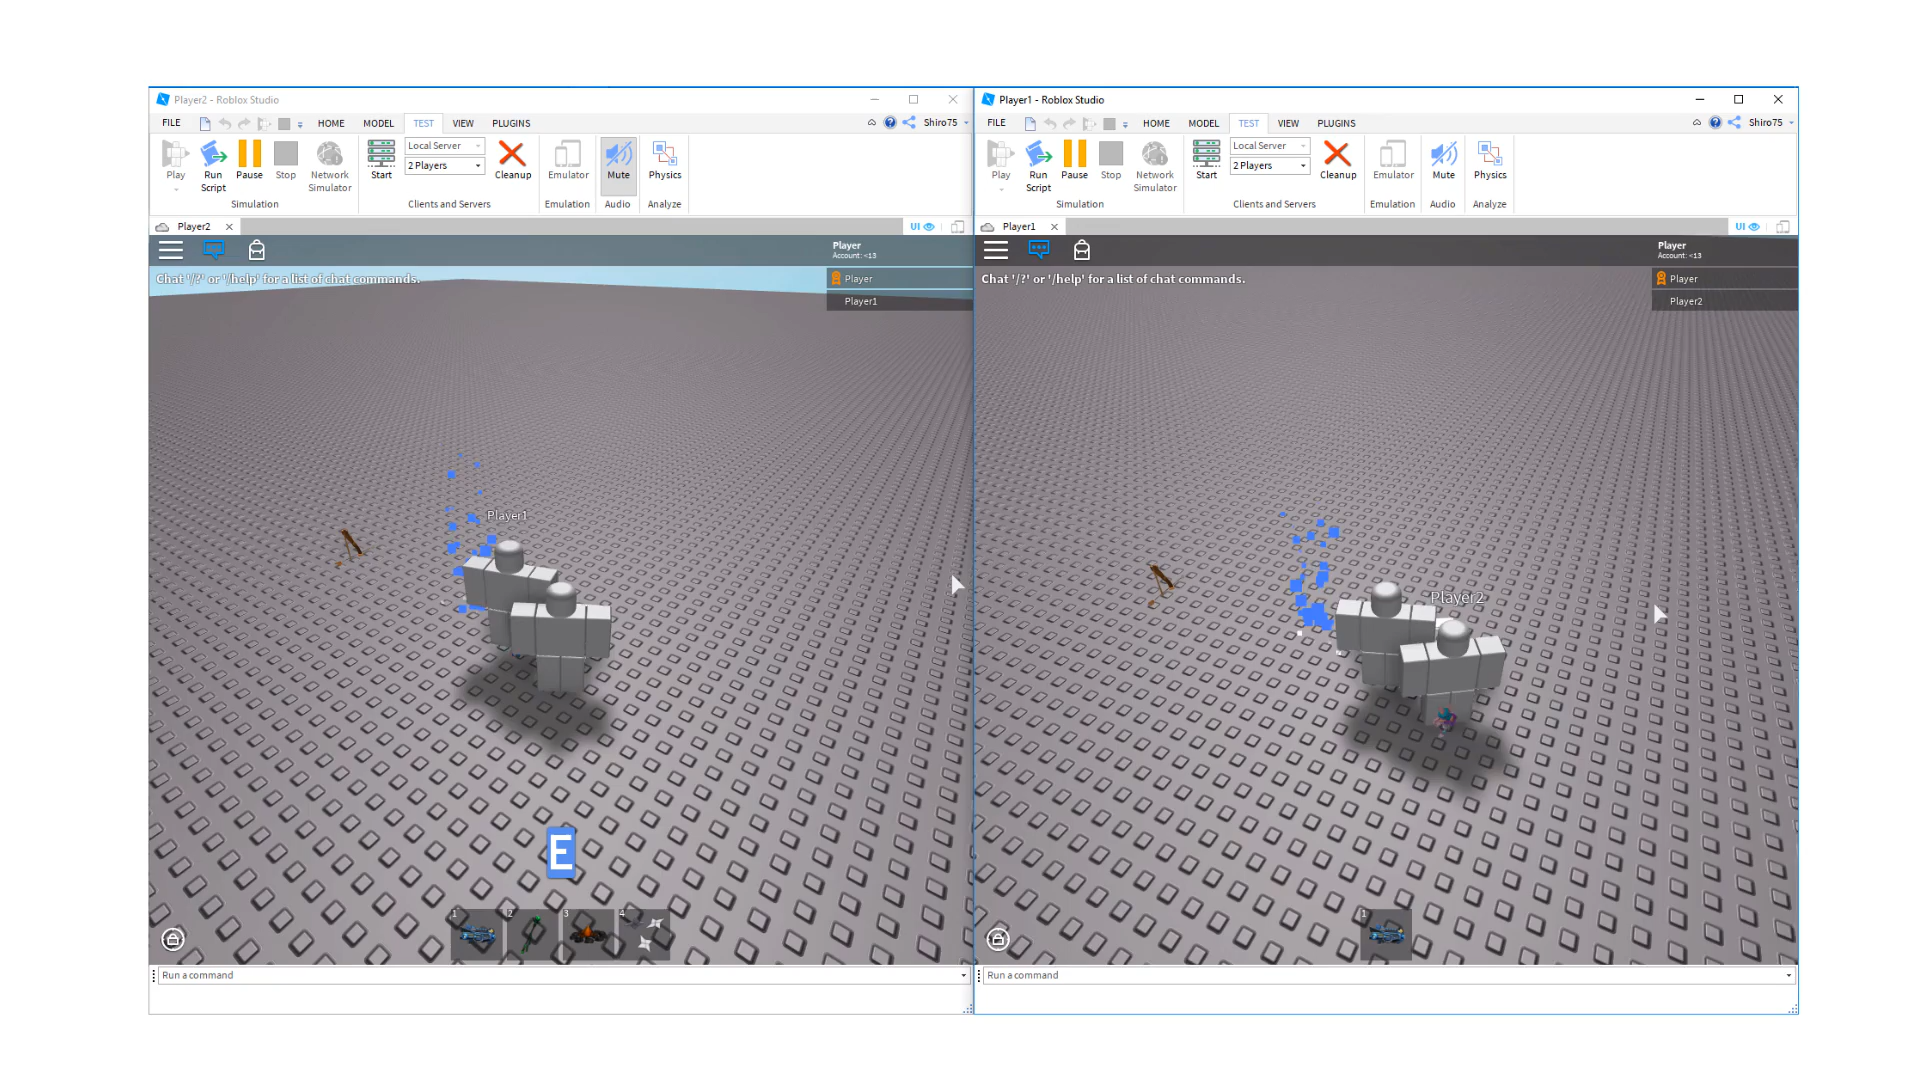 Player2 - Roblox Studio
FILE HOME MODEL TEST VIEW PLUGINS Shiro75
Play Run Script Pause Stop Network Simulator Start Local Server 2 Players Cleanup Emulator Mute Physics
Simulation Clients and Servers Emulation Audio Analyze
Player2 UI
Player
Account: <13
Chat '/?' or '/help' for a list of chat commands.
Player
Player1
Player1
E
1 2 3 4
Run a command
Player1 - Roblox Studio
FILE HOME MODEL TEST VIEW PLUGINS Shiro75
Play Run Script Pause Stop Network Simulator Start Local Server 2 Players Cleanup Emulator Mute Physics
Simulation Clients and Servers Emulation Audio Analyze
Player1 UI
Player
Account: <13
Chat '/?' or '/help' for a list of chat commands.
Player
Player2
Player2
1
Run a command